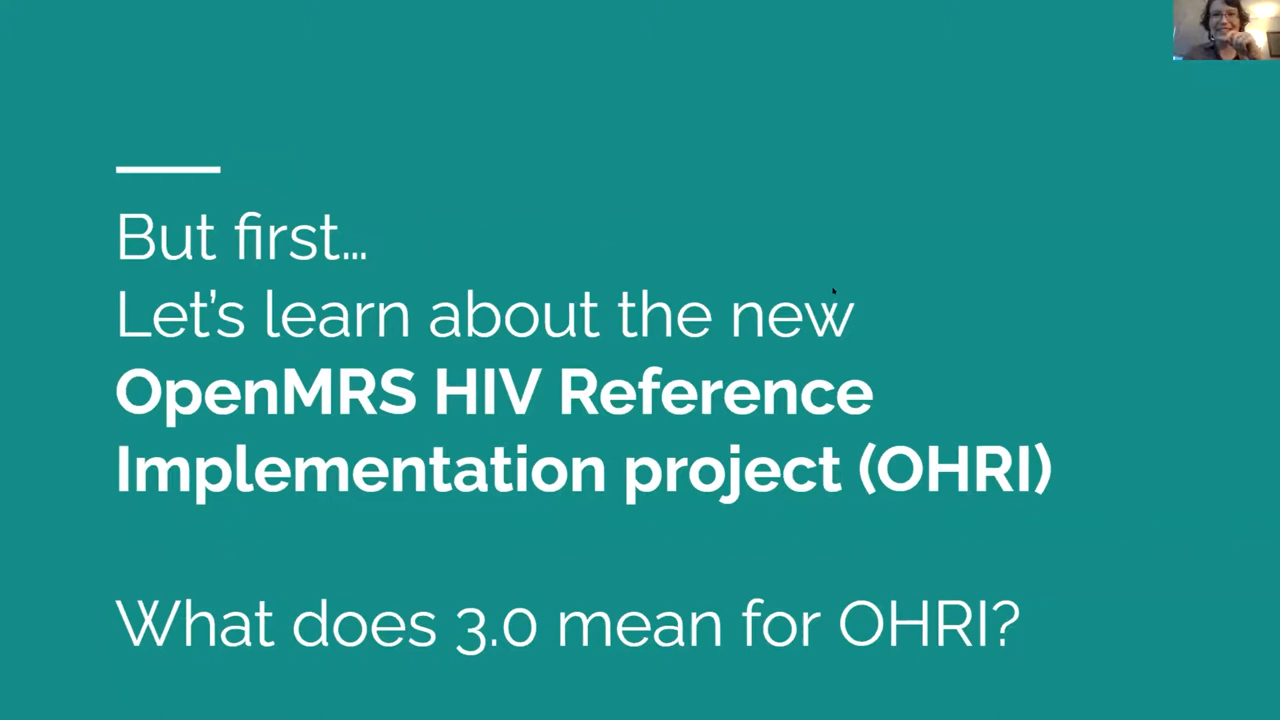 But first…
Let’s learn about the new
OpenMRS HIV Reference
Implementation project (OHRI)
What does 3.0 mean for OHRI?